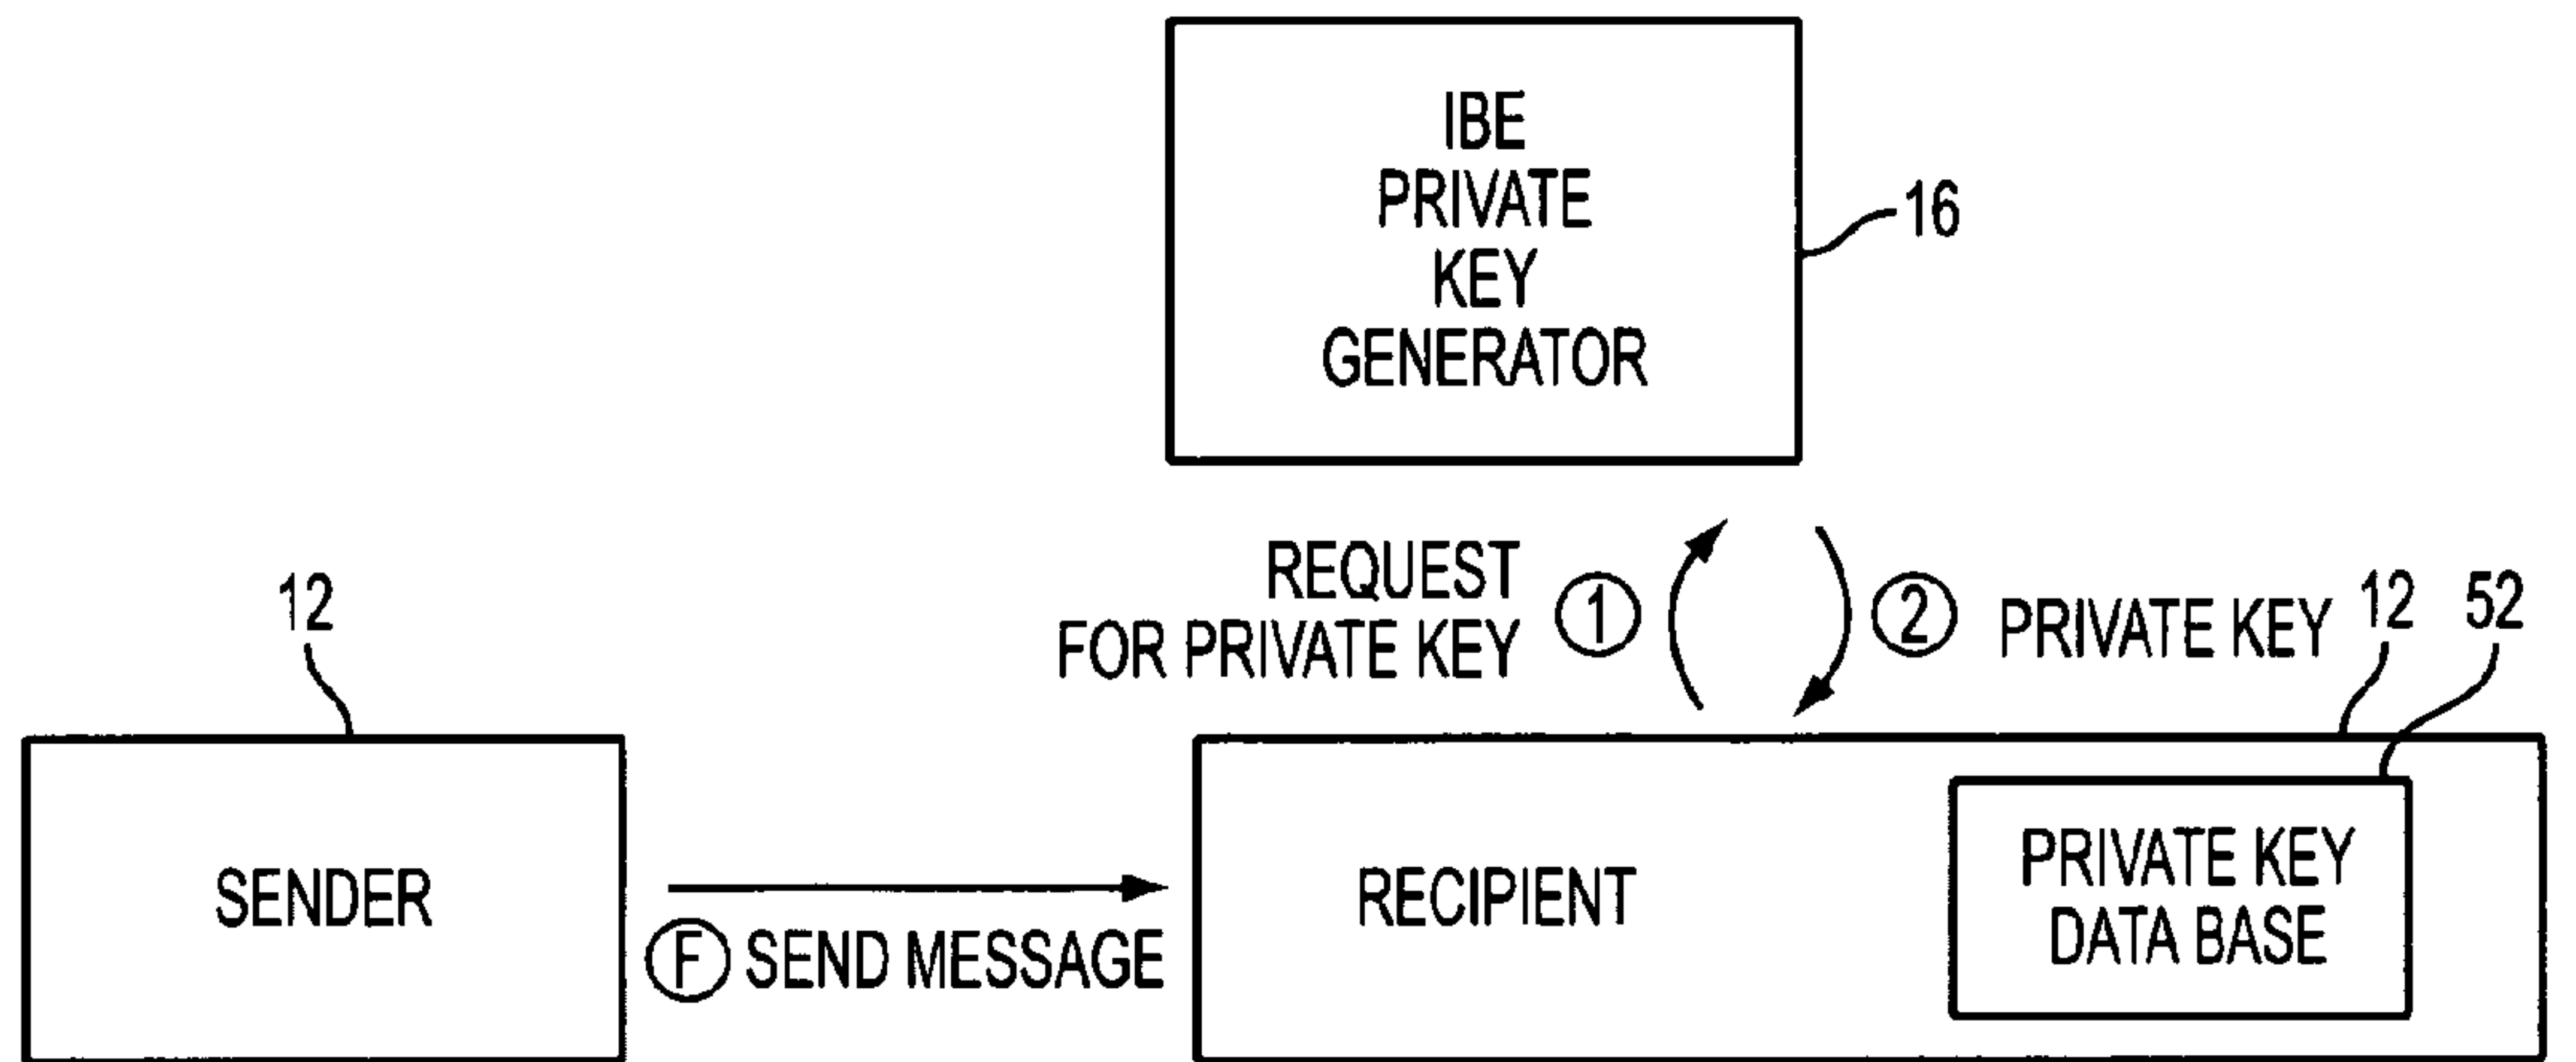 IBE
PRIVATE
KEY
GENERATOR
16
REQUEST
FOR PRIVATE KEY
1
2
PRIVATE KEY
12
52
12
SENDER
F SEND MESSAGE
RECIPIENT
PRIVATE KEY
DATA BASE